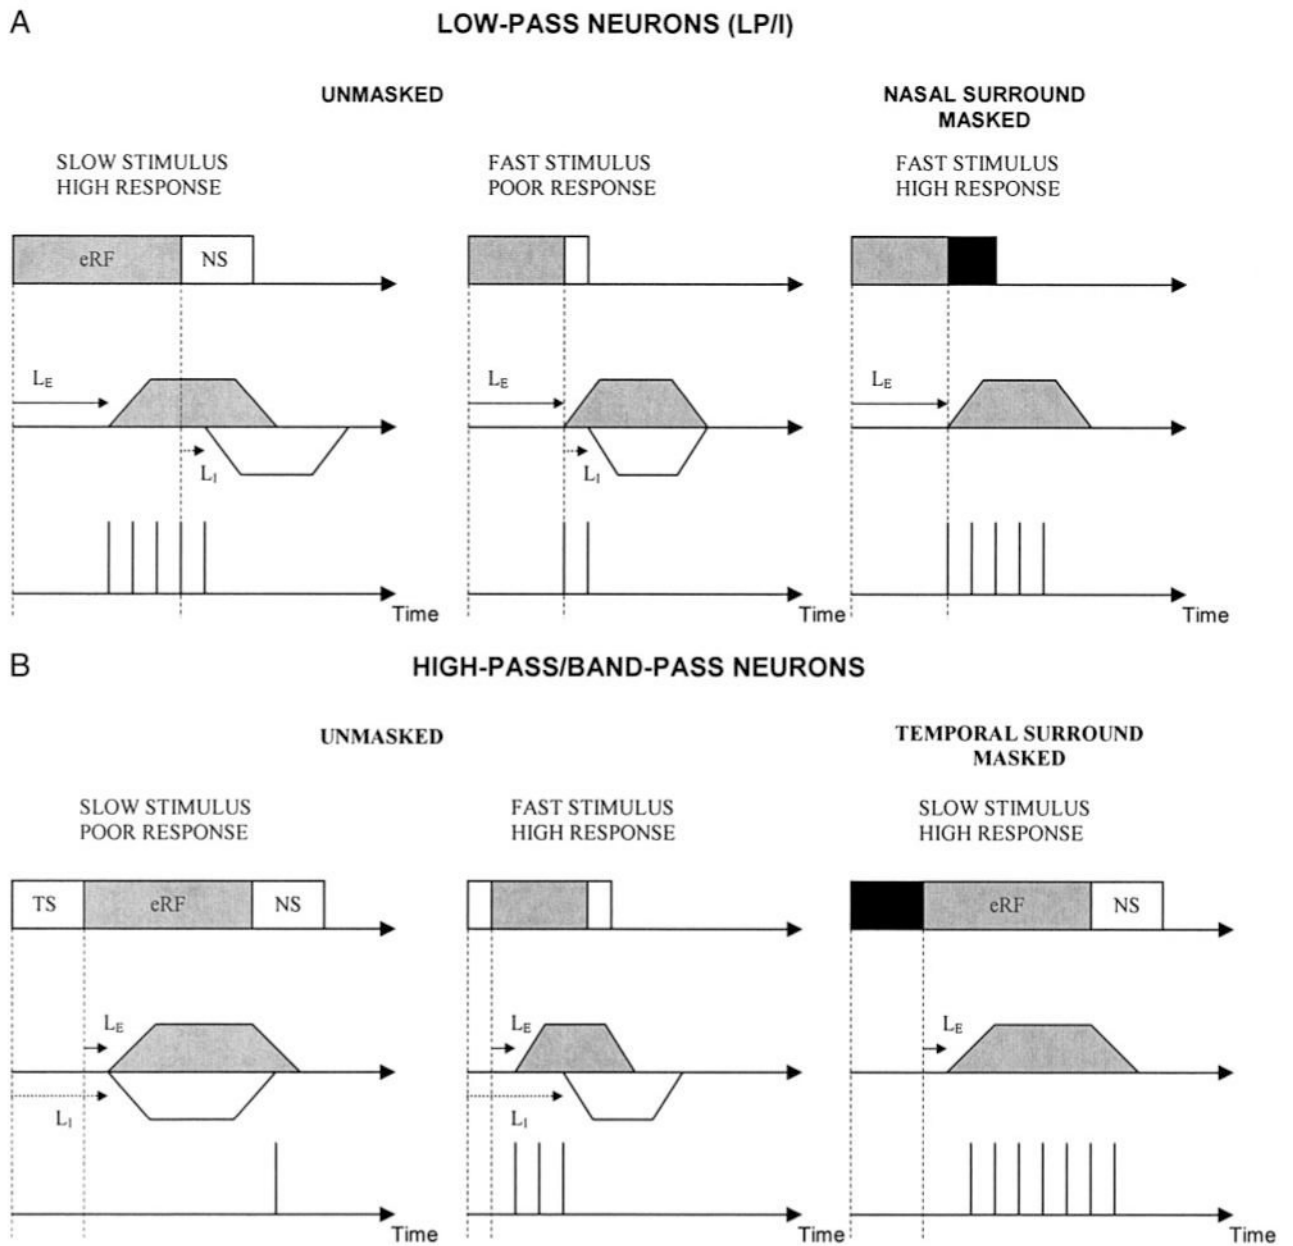 A
LOW-PASS NEURONS (LP/I)
UNMASKED
NASAL SURROUND
MASKED
SLOW STIMULUS
HIGH RESPONSE
FAST STIMULUS
POOR RESPONSE
FAST STIMULUS
HIGH RESPONSE
eRF
NS
LE
LE
LE
LI
LI
Time
Time
Time
B
HIGH-PASS/BAND-PASS NEURONS
UNMASKED
TEMPORAL SURROUND
MASKED
SLOW STIMULUS
POOR RESPONSE
FAST STIMULUS
HIGH RESPONSE
SLOW STIMULUS
HIGH RESPONSE
TS
eRF
NS
eRF
NS
LE
LE
LE
LI
LI
Time
Time
Time